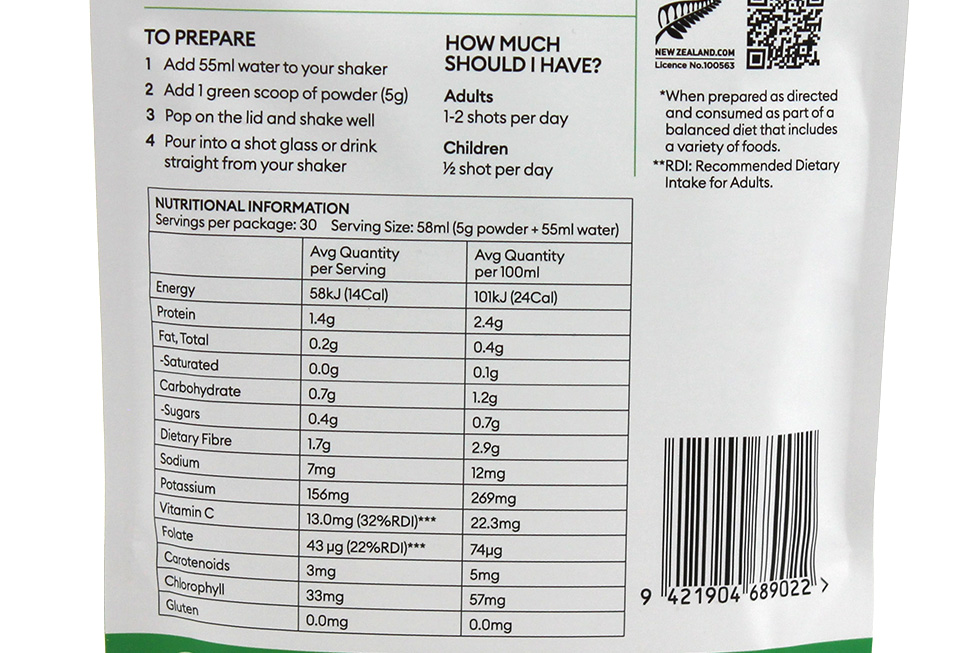 TO PREPARE
1 Add 55ml water to your shaker
2 Add 1 green scoop of powder (5g)
3 Pop on the lid and shake well
4 Pour into a shot glass or drink
straight from your shaker
HOW MUCH
SHOULD I HAVE?
Adults
1-2 shots per day
Children
½ shot per day
NEWZEALAND.COM
Licence No.100563
*When prepared as directed
and consumed as part of a
balanced diet that includes
a variety of foods.
**RDI: Recommended Dietary
Intake for Adults.
NUTRITIONAL INFORMATION
Servings per package: 30 Serving Size: 58ml (5g powder + 55ml water)
Avg Quantity
per Serving
Avg Quantity
per 100ml
Energy 58kJ (14Cal) 101kJ (24Cal)
Protein 1.4g 2.4g
Fat, Total 0.2g 0.4g
-Saturated 0.0g 0.1g
Carbohydrate 0.7g 1.2g
-Sugars 0.4g 0.7g
Dietary Fibre 1.7g 2.9g
Sodium 7mg 12mg
Potassium 156mg 269mg
Vitamin C 13.0mg (32%RDI)*** 22.3mg
Folate 43 µg (22%RDI)*** 74µg
Carotenoids 3mg 5mg
Chlorophyll 33mg 57mg
Gluten 0.0mg 0.0mg
9 421904 689022 >